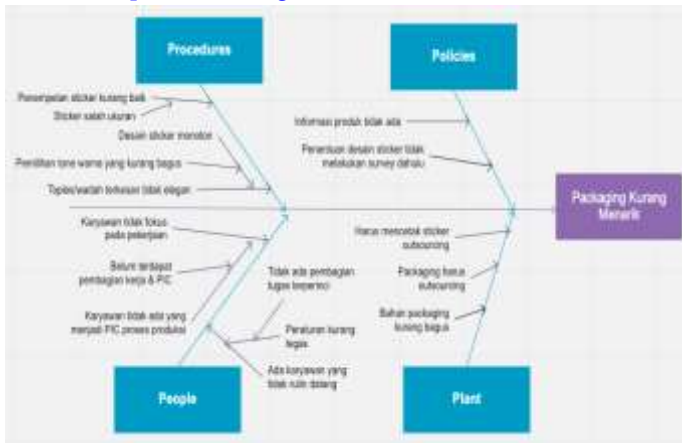 Procedures
Policies
Penempatan sticker kurang baik
Sticker salah ukuran
Desain sticker monoton
Pemilihan tone warna yang kurang bagus
Toples/wadah terkesan tidak elegan
Informasi produk tidak ada
Penentuan desain sticker tidak
melakukan survey dahulu
Packaging Kurang
Menarik
Karyawan tidak fokus
pada pekerjaan
Belum terdapat
pembagian kerja & PIC
Karyawan tidak ada yang
menjadi PIC proses produksi
Tidak ada pembagian
tugas terperinci
Peraturan kurang
tegas
Ada karyawan yang
tidak rutin datang
Harus mencetak sticker
outsourcing
Packaging harus
outsourcing
Bahan packaging
kurang bagus
People
Plant